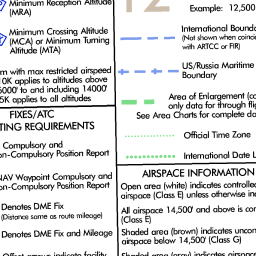 Minimum Reception Altitude
(MRA)
Minimum Crossing Altitude
(MCA) or Minimum Turning
Altitude (MTA)
m with max restricted airspeed
0K applies to altitudes above
6000' to and including 14000'
5K applies to all altitudes
FIXES/ATC
TING REQUIREMENTS
Compulsory and
on-Compulsory Position Report
NAV Waypoint Compulsory and
on-Compulsory Position Report
Denotes DME Fix
(Distance same as route mileage)
Denotes DME Fix and Mileage
12
Example: 12,500
International Bounda
(Not shown when coinci
with ARTCC or FIR)
US/Russia Maritime
Boundary
Area of Enlargement (co
only data for through flig
See Area Charts for complete da
Official Time Zone
International Date L
AIRSPACE INFORMATION
Open area (white) indicates controlled
airspace (Class E) unless otherwise ind
All airspace 14,500' and above is con
(Class E)
Shaded area (brown) indicates uncon
airspace below 14,500' (Class G)